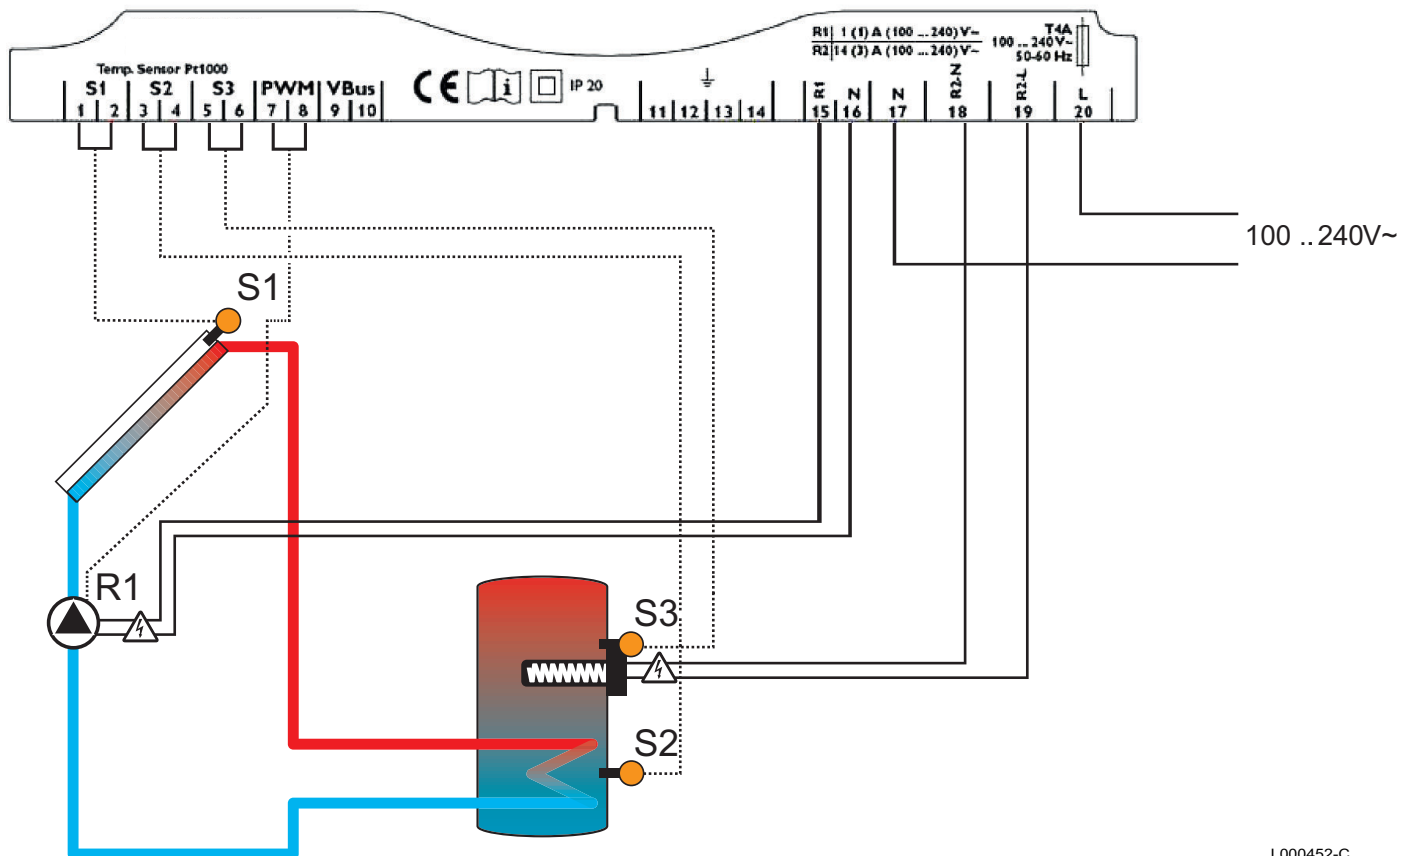 R1 1 (1) A (100 ... 240) V~
R2 14 (3) A (100 ... 240) V~
T4A
100 ... 240 V~
50-60 Hz
Temp. Sensor Pt1000
S1 S2 S3 PWM VBus
1 2 3 4 5 6 7 8 9 10
CE i IP 20
R1 N N R2-N R2-L L
11 12 13 14 15 16 17 18 19 20
100 .. 240V~
S1
R1
S3
S2
L000452-C